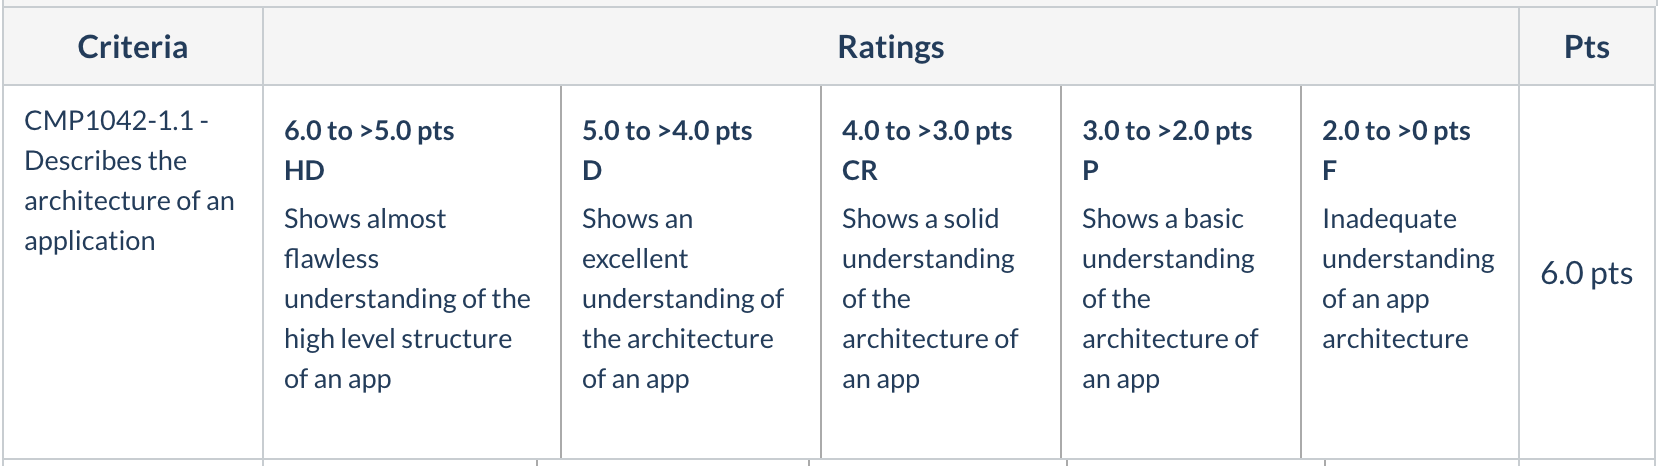 Criteria
Ratings
Pts
CMP1042-1.1 -
Describes the
architecture of an
application
6.0 to >5.0 pts
HD
Shows almost
flawless
understanding of the
high level structure
of an app
5.0 to >4.0 pts
D
Shows an
excellent
understanding of
the architecture
of an app
4.0 to >3.0 pts
CR
Shows a solid
understanding
of the
architecture of
an app
3.0 to >2.0 pts
P
Shows a basic
understanding
of the
architecture of
an app
2.0 to >0 pts
F
Inadequate
understanding
of an app
architecture
6.0 pts